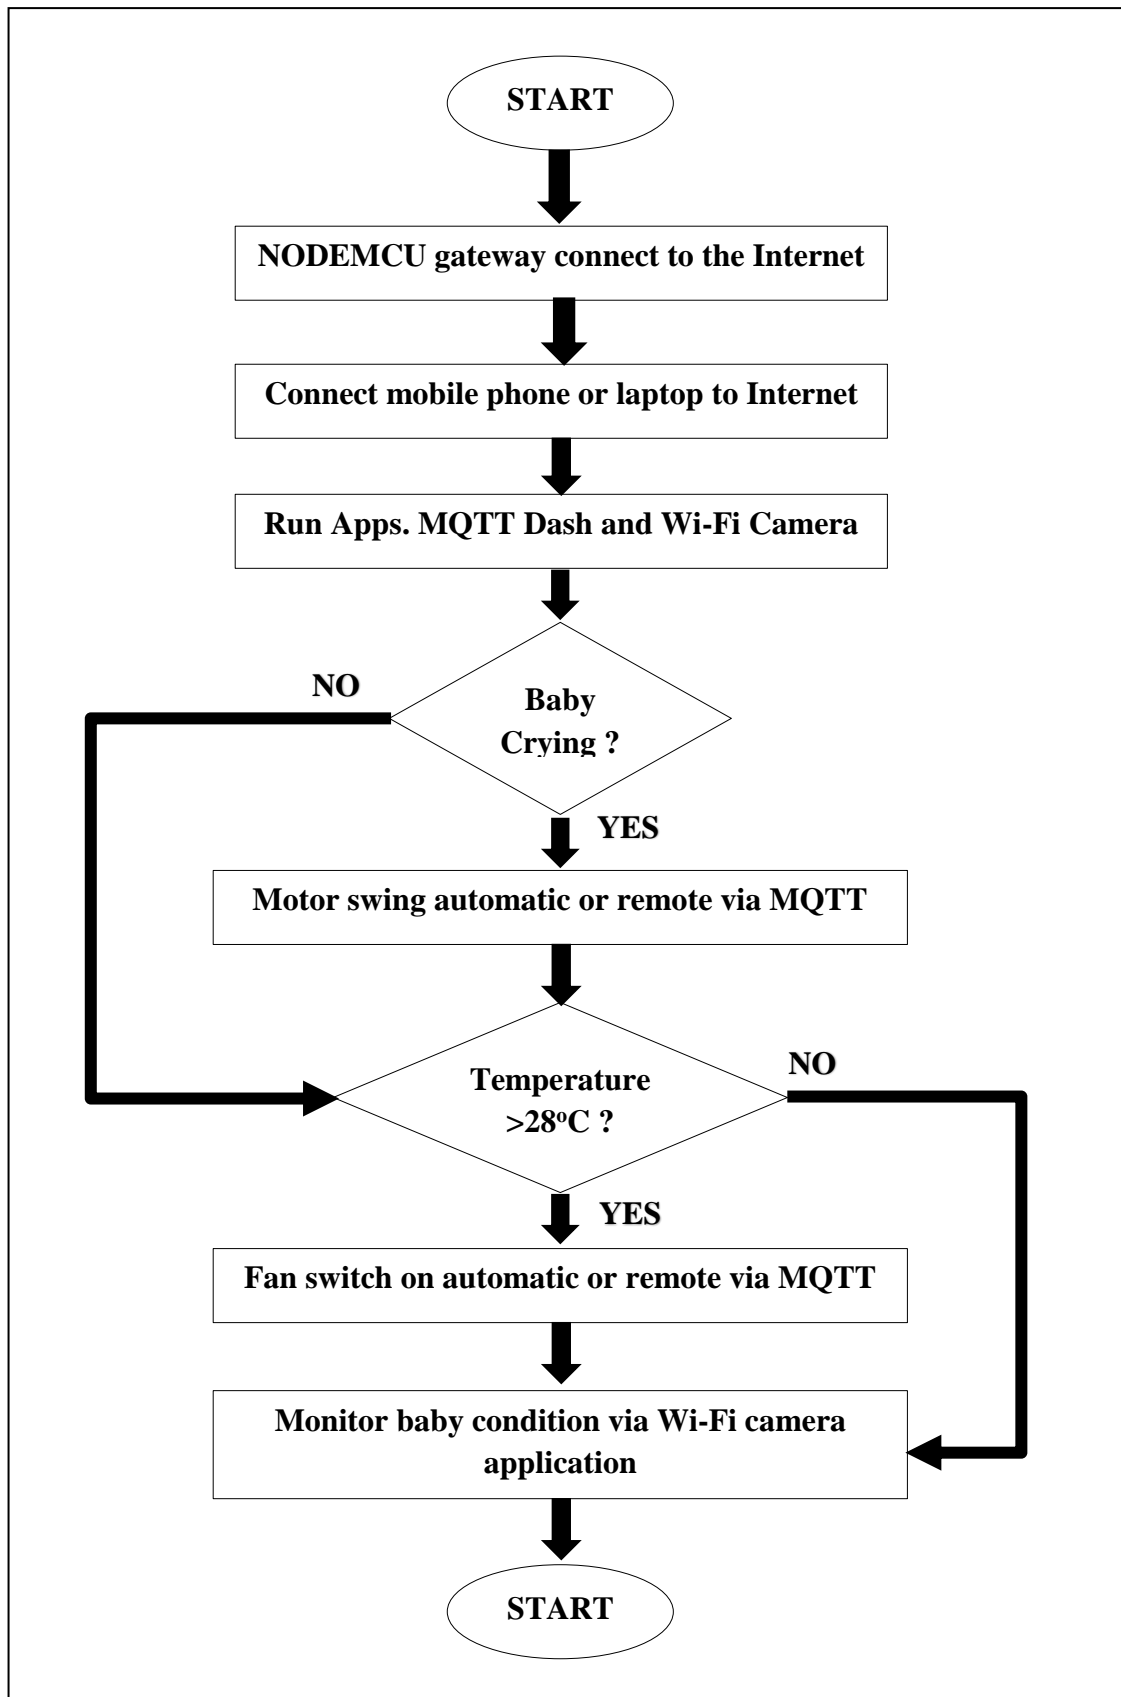 START
NODEMCU gateway connect to the Internet
Connect mobile phone or laptop to Internet
Run Apps. MQTT Dash and Wi-Fi Camera
NO
Baby
Crying ?
YES
Motor swing automatic or remote via MQTT
NO
Temperature
>28ºC ?
YES
Fan switch on automatic or remote via MQTT
Monitor baby condition via Wi-Fi camera
application
START